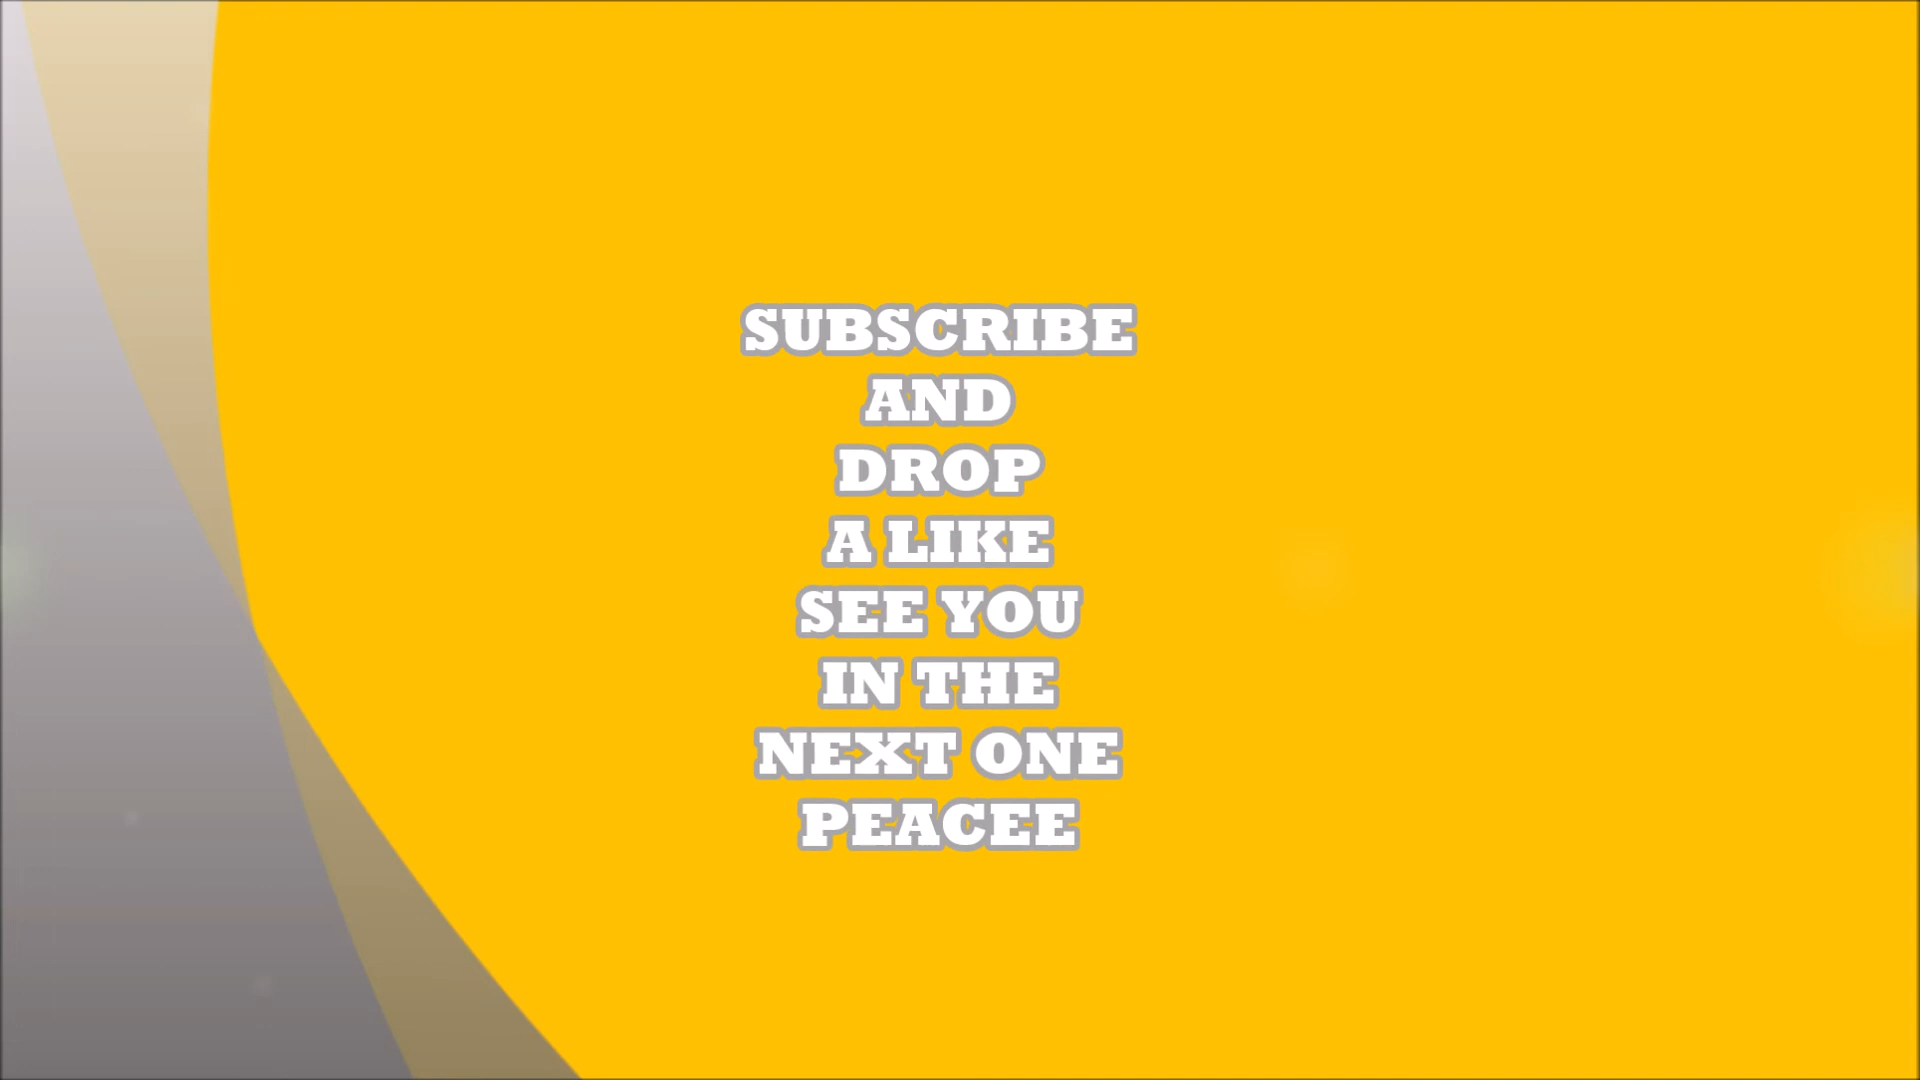 SUBSCRIBE
AND
DROP
A LIKE
SEE YOU
IN THE
NEXT ONE
PEACEE